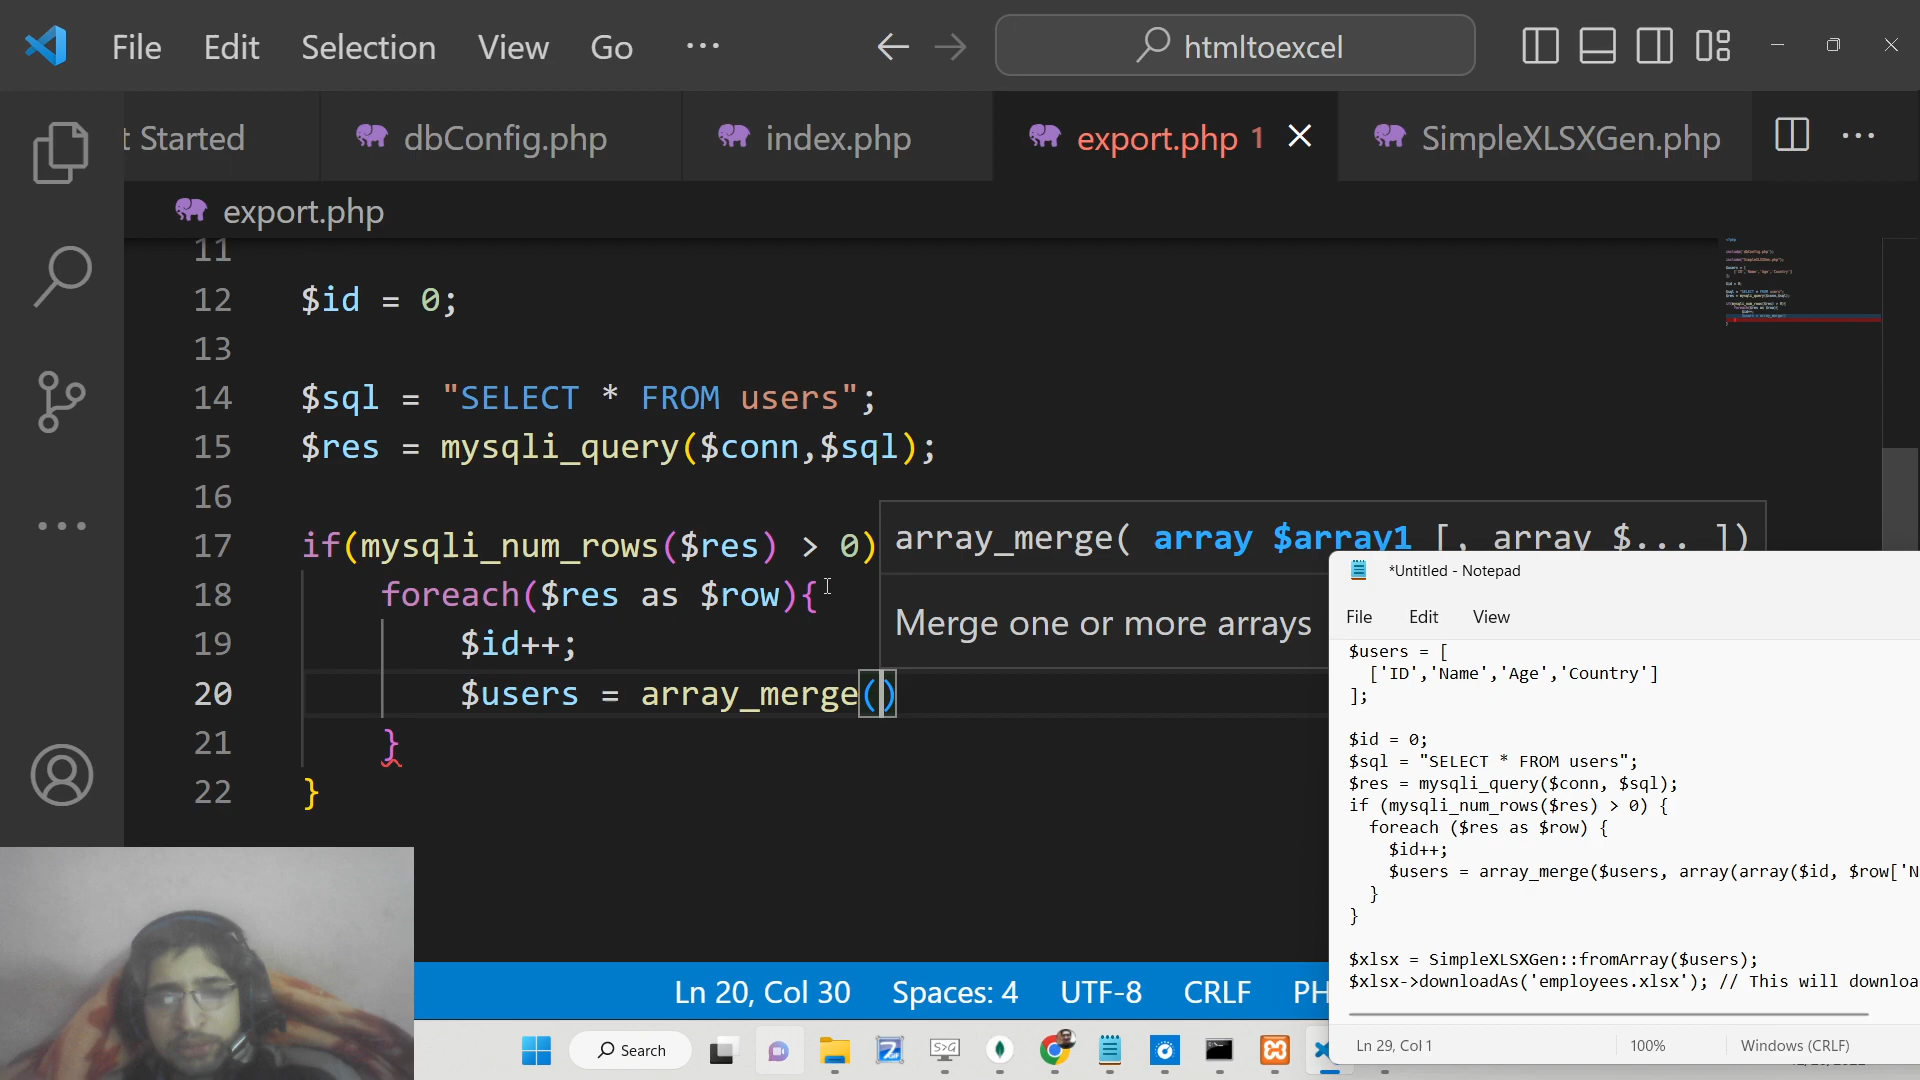 File Edit Selection View Go ··· htmltoexcel
t Started dbConfig.php index.php export.php 1 SimpleXLSXGen.php
export.php
11
12 $id = 0;
13
14 $sql = "SELECT * FROM users";
15 $res = mysqli_query($conn,$sql);
16
17 if(mysqli_num_rows($res) > 0)
18 foreach($res as $row){
19 $id++;
20 $users = array_merge()
21 }
22 }
array_merge( array $array1 [, array $... ])
Merge one or more arrays
*Untitled - Notepad
File Edit View
$users = [
['ID','Name','Age','Country']
];
$id = 0;
$sql = "SELECT * FROM users";
$res = mysqli_query($conn, $sql);
if (mysqli_num_rows($res) > 0) {
foreach ($res as $row) {
$id++;
$users = array_merge($users, array(array($id, $row['N
}
}
$xlsx = SimpleXLSXGen::fromArray($users);
$xlsx->downloadAs('employees.xlsx'); // This will downloa
Ln 29, Col 1 100% Windows (CRLF)
Ln 20, Col 30 Spaces: 4 UTF-8 CRLF PH
Search